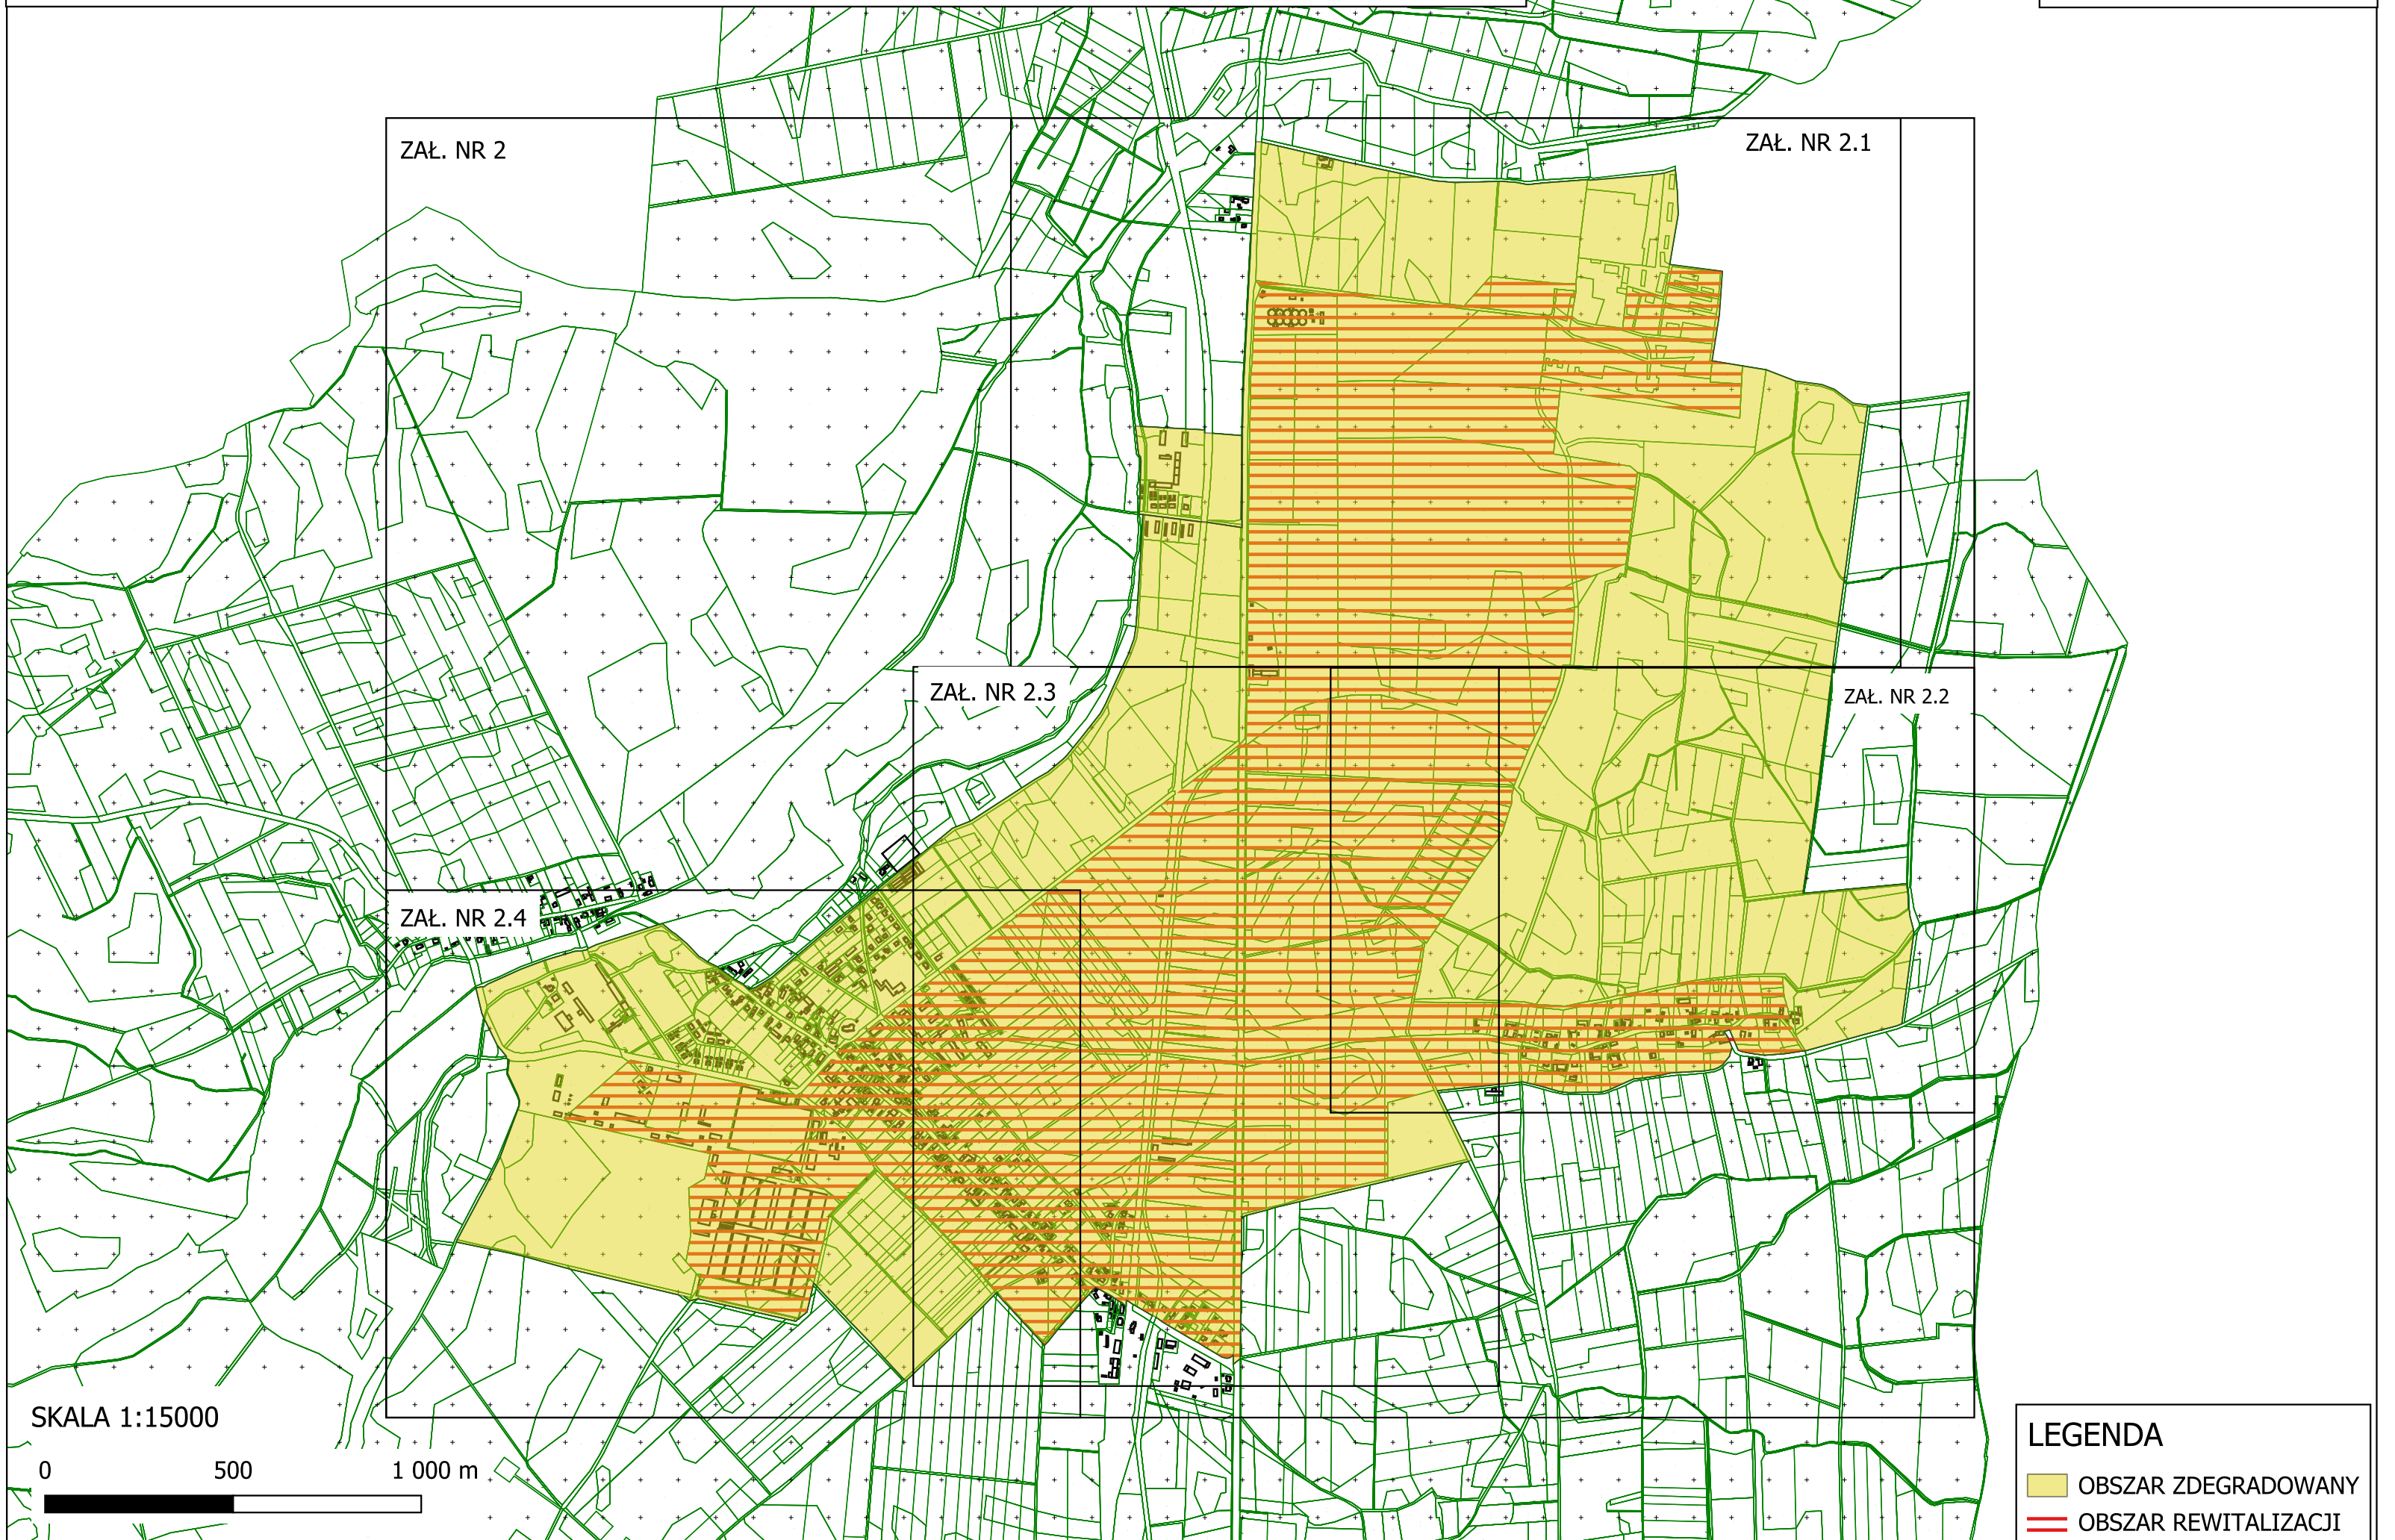 ZAŁ. NR 2
ZAŁ. NR 2.1
ZAŁ. NR 2.3
ZAŁ. NR 2.2
ZAŁ. NR 2.4
SKALA 1:15000
0 500 1 000 m
LEGENDA
OBSZAR ZDEGRADOWANY
OBSZAR REWITALIZACJI